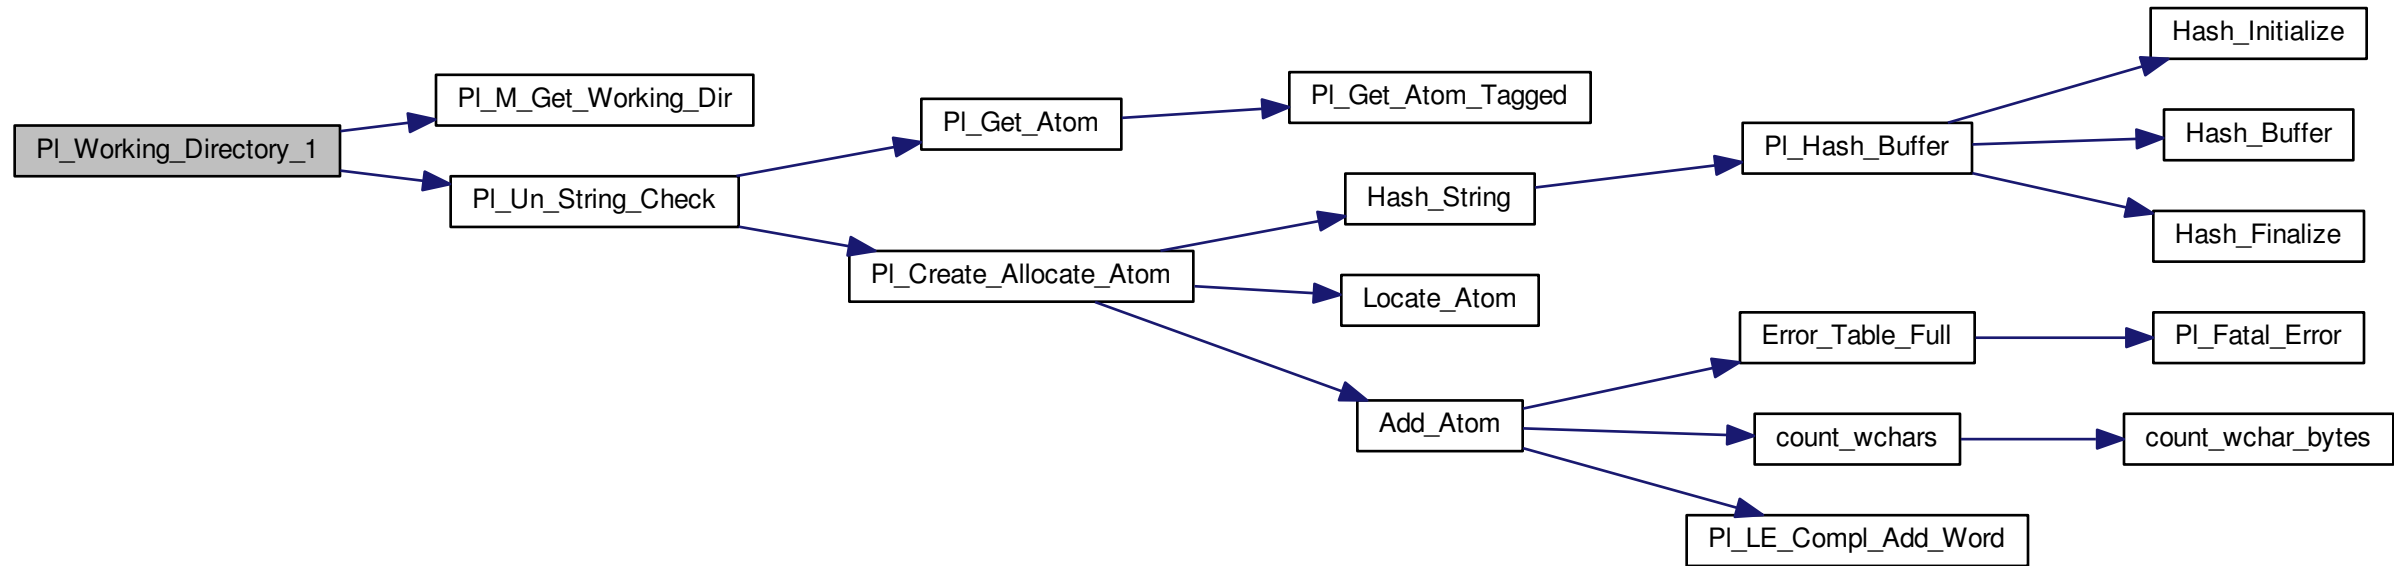 Pl_Working_Directory_1
Pl_M_Get_Working_Dir
Pl_Un_String_Check
Pl_Get_Atom
Pl_Create_Allocate_Atom
Pl_Get_Atom_Tagged
Hash_String
Locate_Atom
Add_Atom
Pl_Hash_Buffer
Error_Table_Full
count_wchars
Pl_LE_Compl_Add_Word
Hash_Initialize
Hash_Buffer
Hash_Finalize
Pl_Fatal_Error
count_wchar_bytes